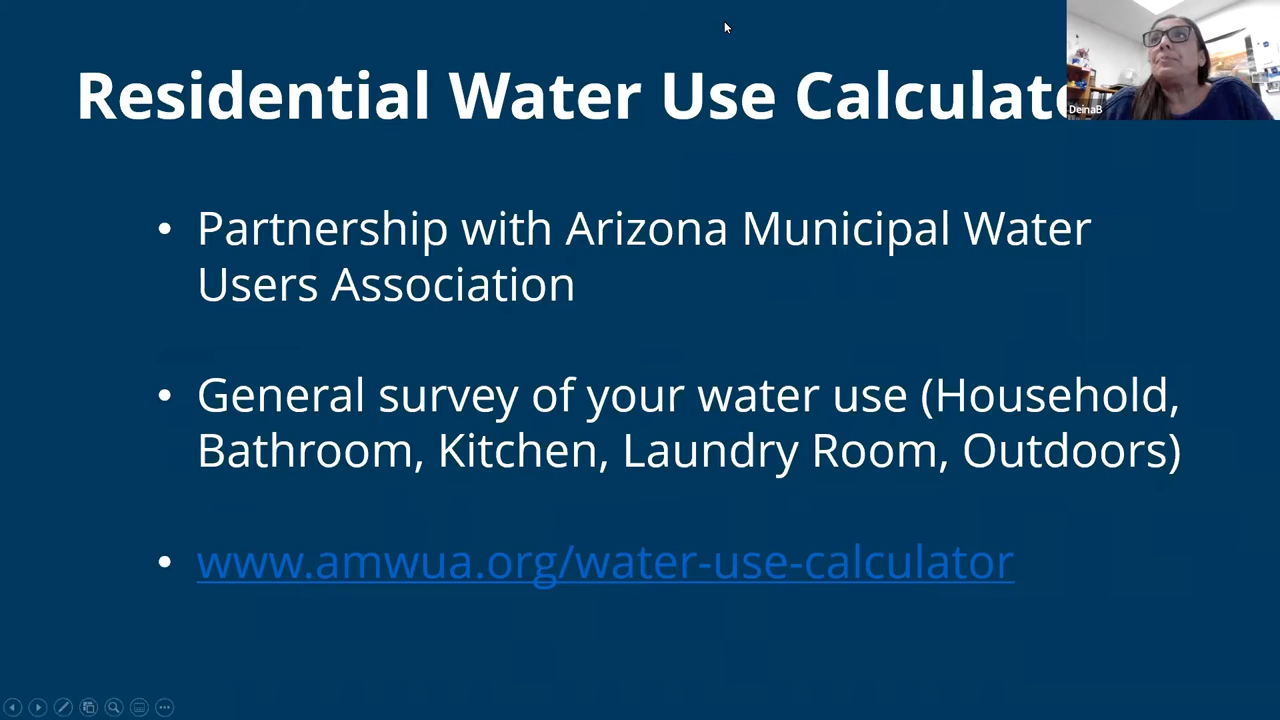 Residential Water Use Calculato
DeinaB
• Partnership with Arizona Municipal Water
Users Association
• General survey of your water use (Household,
Bathroom, Kitchen, Laundry Room, Outdoors)
• www.amwua.org/water-use-calculator